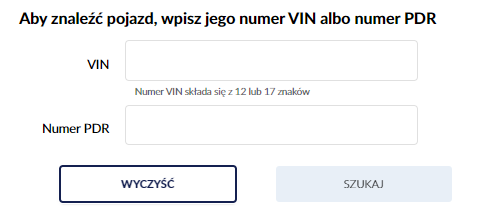 Aby znaleźć pojazd, wpisz jego numer VIN albo numer PDR
VIN
Numer VIN składa się z 12 lub 17 znaków
Numer PDR
WYCZYŚĆ SZUKAJ